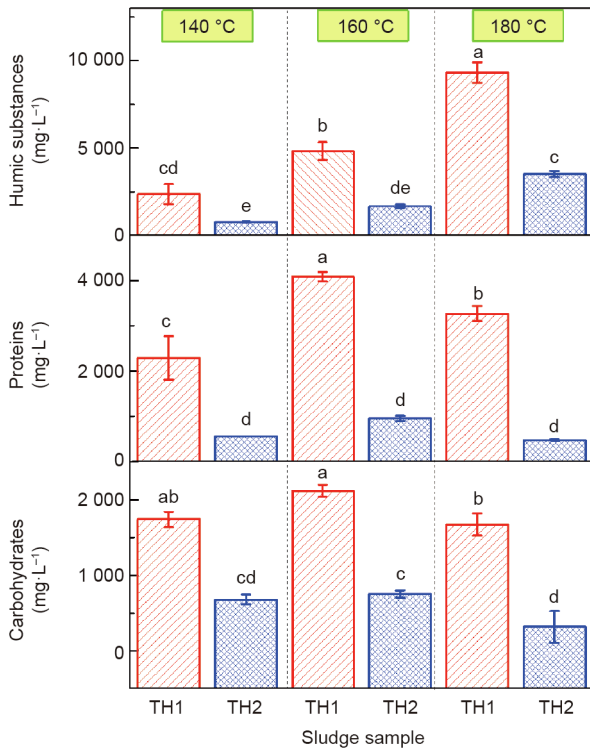 140 °C 160 °C 180 °C
Humic substances
(mg·L⁻¹)
10 000
5 000
0
cd e b de a c
Proteins
(mg·L⁻¹)
4 000
2 000
0
c d a d b d
Carbohydrates
(mg·L⁻¹)
2 000
1 000
0
ab cd a c b d
TH1 TH2 TH1 TH2 TH1 TH2
Sludge sample